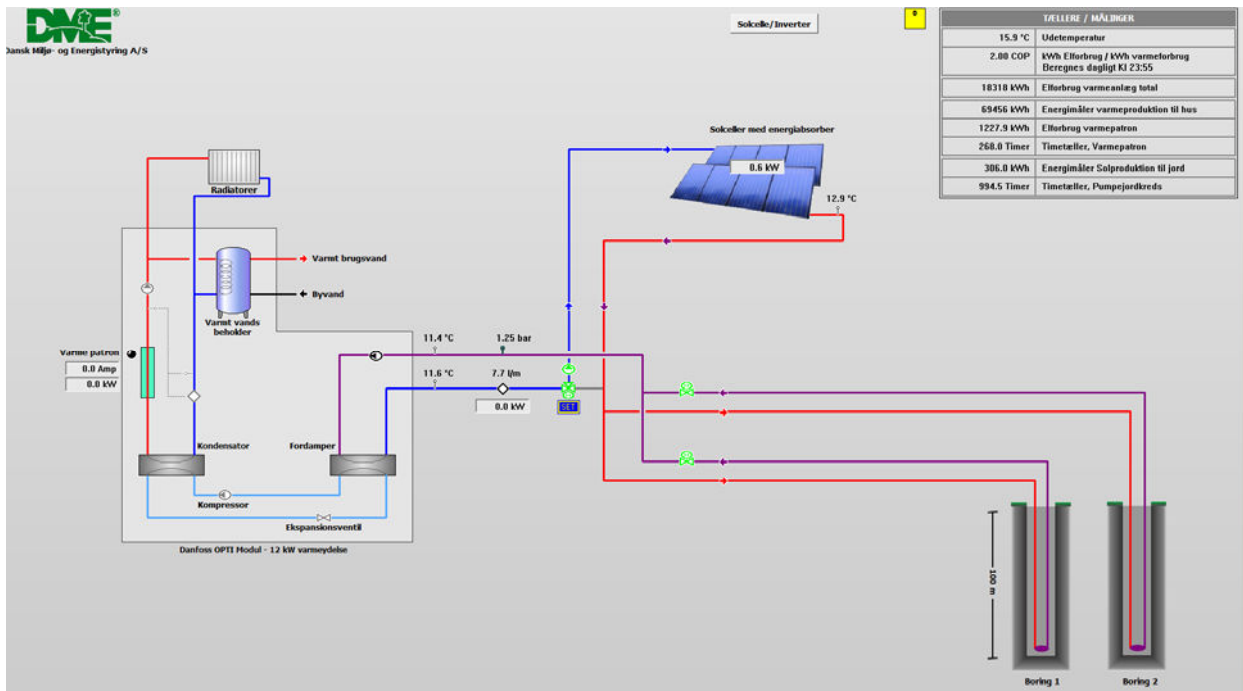 DME®
Dansk Miljø- og Energistyring A/S
Solcelle/Inverter
TÆLLERE / MÅLINGER
15.9 °C Udetemperatur
2.00 COP kWh Elforbrug / kWh varmeforbrug
Beregnes dagligt Kl 23:55
18318 kWh Elforbrug varmeanlæg total
69456 kWh Energimåler varmeproduktion til hus
1227.9 kWh Elforbrug varmepatron
268.0 Timer Timetæller, Varmepatron
306.0 kWh Energimåler Solproduktion til jord
994.5 Timer Timetæller, Pumpejordkreds
Solceller med energiabsorber
0.6 kW
12.9 °C
Radiatorer
Varmt brugsvand
Byvand
Varmt vands
beholder
Varme patron
0.0 Amp
0.0 kW
11.4 °C
1.25 bar
11.6 °C
7.7 l/m
0.0 kW
SET
Kondensator
Fordamper
Kompressor
Ekspansionsventil
Danfoss OPTI Modul - 12 kW varmeydelse
100 m
Boring 1
Boring 2